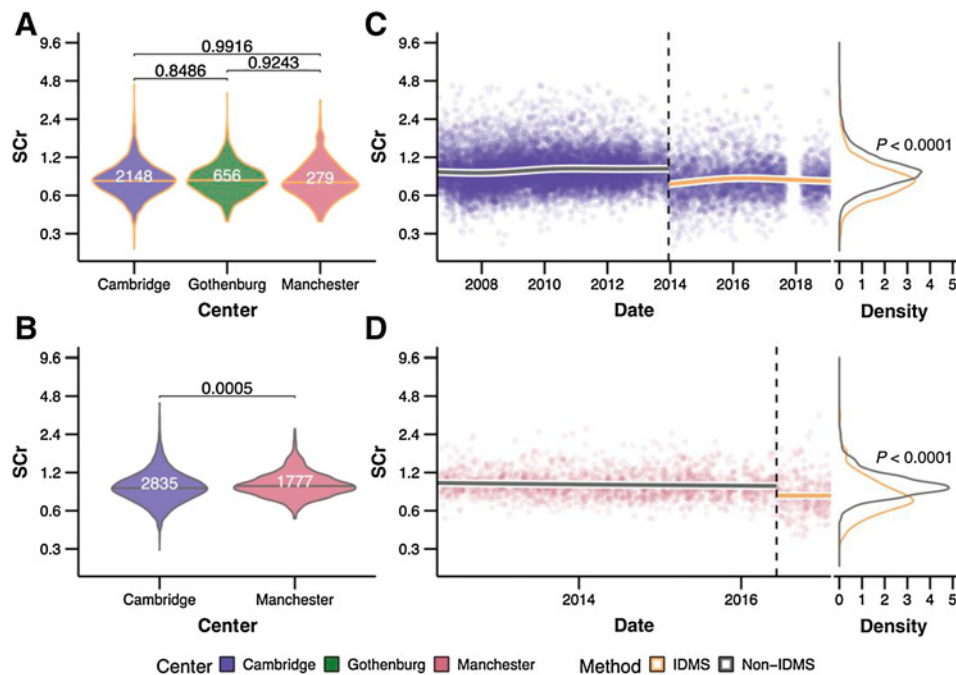 A
9.6
4.8
2.4
1.2
0.6
0.3
SCr
0.9916
0.8486
0.9243
2148
656
279
Cambridge Gothenburg Manchester
Center
C
9.6
4.8
2.4
1.2
0.6
0.3
SCr
2008 2010 2012 2014 2016 2018
Date
P < 0.0001
0 1 2 3 4 5
Density
B
9.6
4.8
2.4
1.2
0.6
0.3
SCr
0.0005
2835
1777
Cambridge Manchester
Center
D
9.6
4.8
2.4
1.2
0.6
0.3
SCr
2014 2016
Date
P < 0.0001
0 1 2 3 4 5
Density
Center Cambridge Gothenburg Manchester Method IDMS Non-IDMS